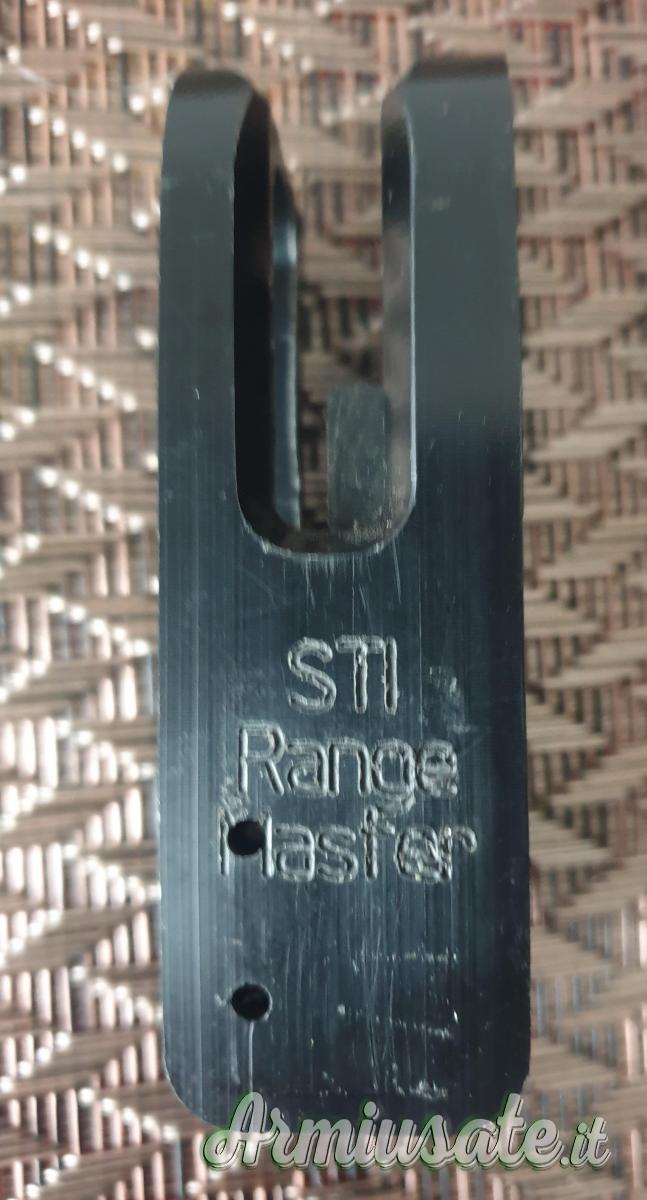 STI
Range
Master
Armiusate.it